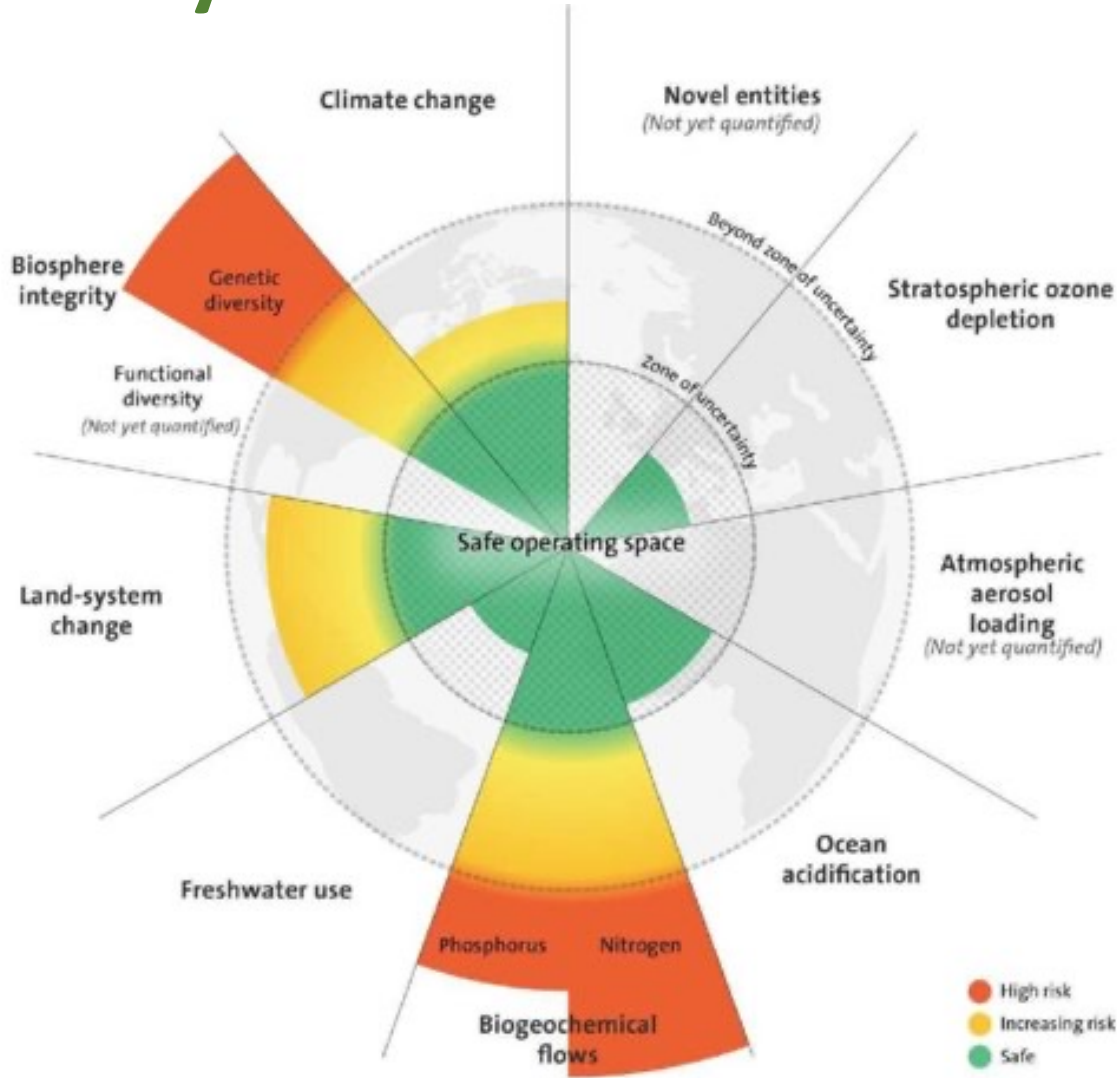 Climate change
Novel entities
(Not yet quantified)
Beyond zone of uncertainty
Biosphere
integrity
Genetic
diversity
Stratospheric ozone
depletion
Functional
diversity
(Not yet quantified)
Zone of uncertainty
Safe operating space
Land-system
change
Atmospheric
aerosol
loading
(Not yet quantified)
Ocean
acidification
Freshwater use
Phosphorus
Nitrogen
Biogeochemical
flows
High risk
Increasing risk
Safe